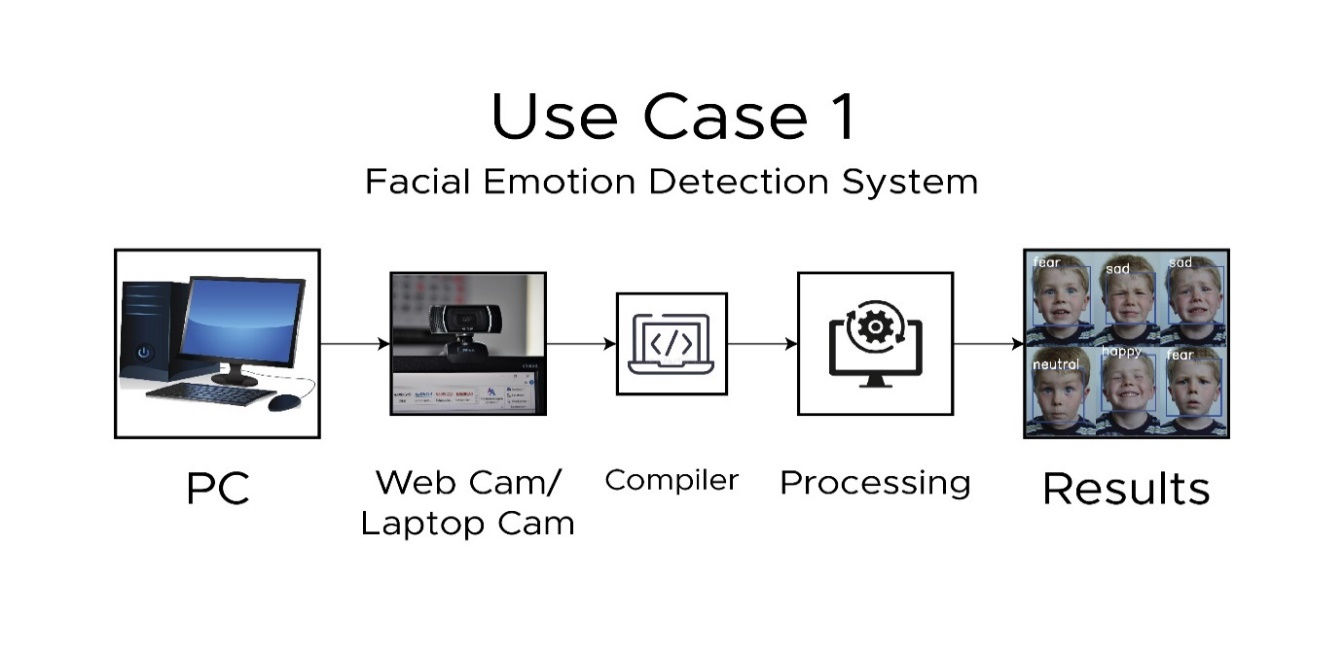 Use Case 1
Facial Emotion Detection System
fear
sad
sad
neutral
happy
fear
PC
Web Cam/
Laptop Cam
Compiler
Processing
Results